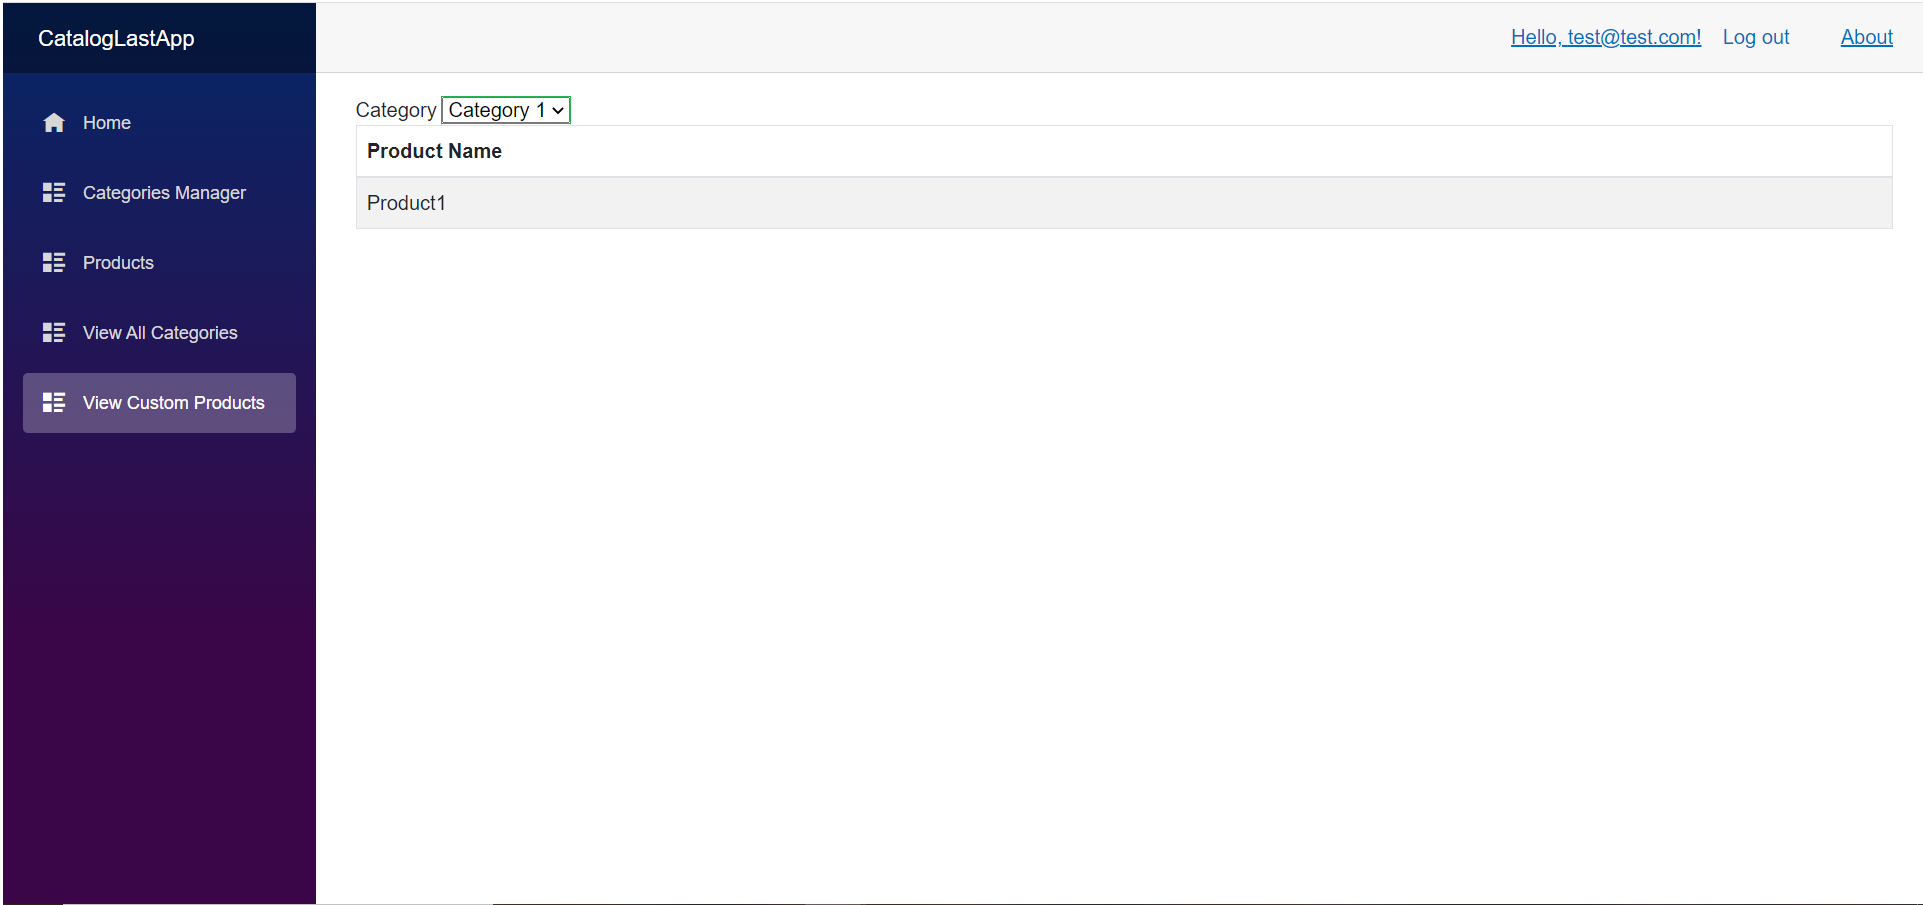 CatalogLastApp
Hello, test@test.com! Log out About
Home
Categories Manager
Products
View All Categories
View Custom Products
Category Category 1
Product Name
Product1